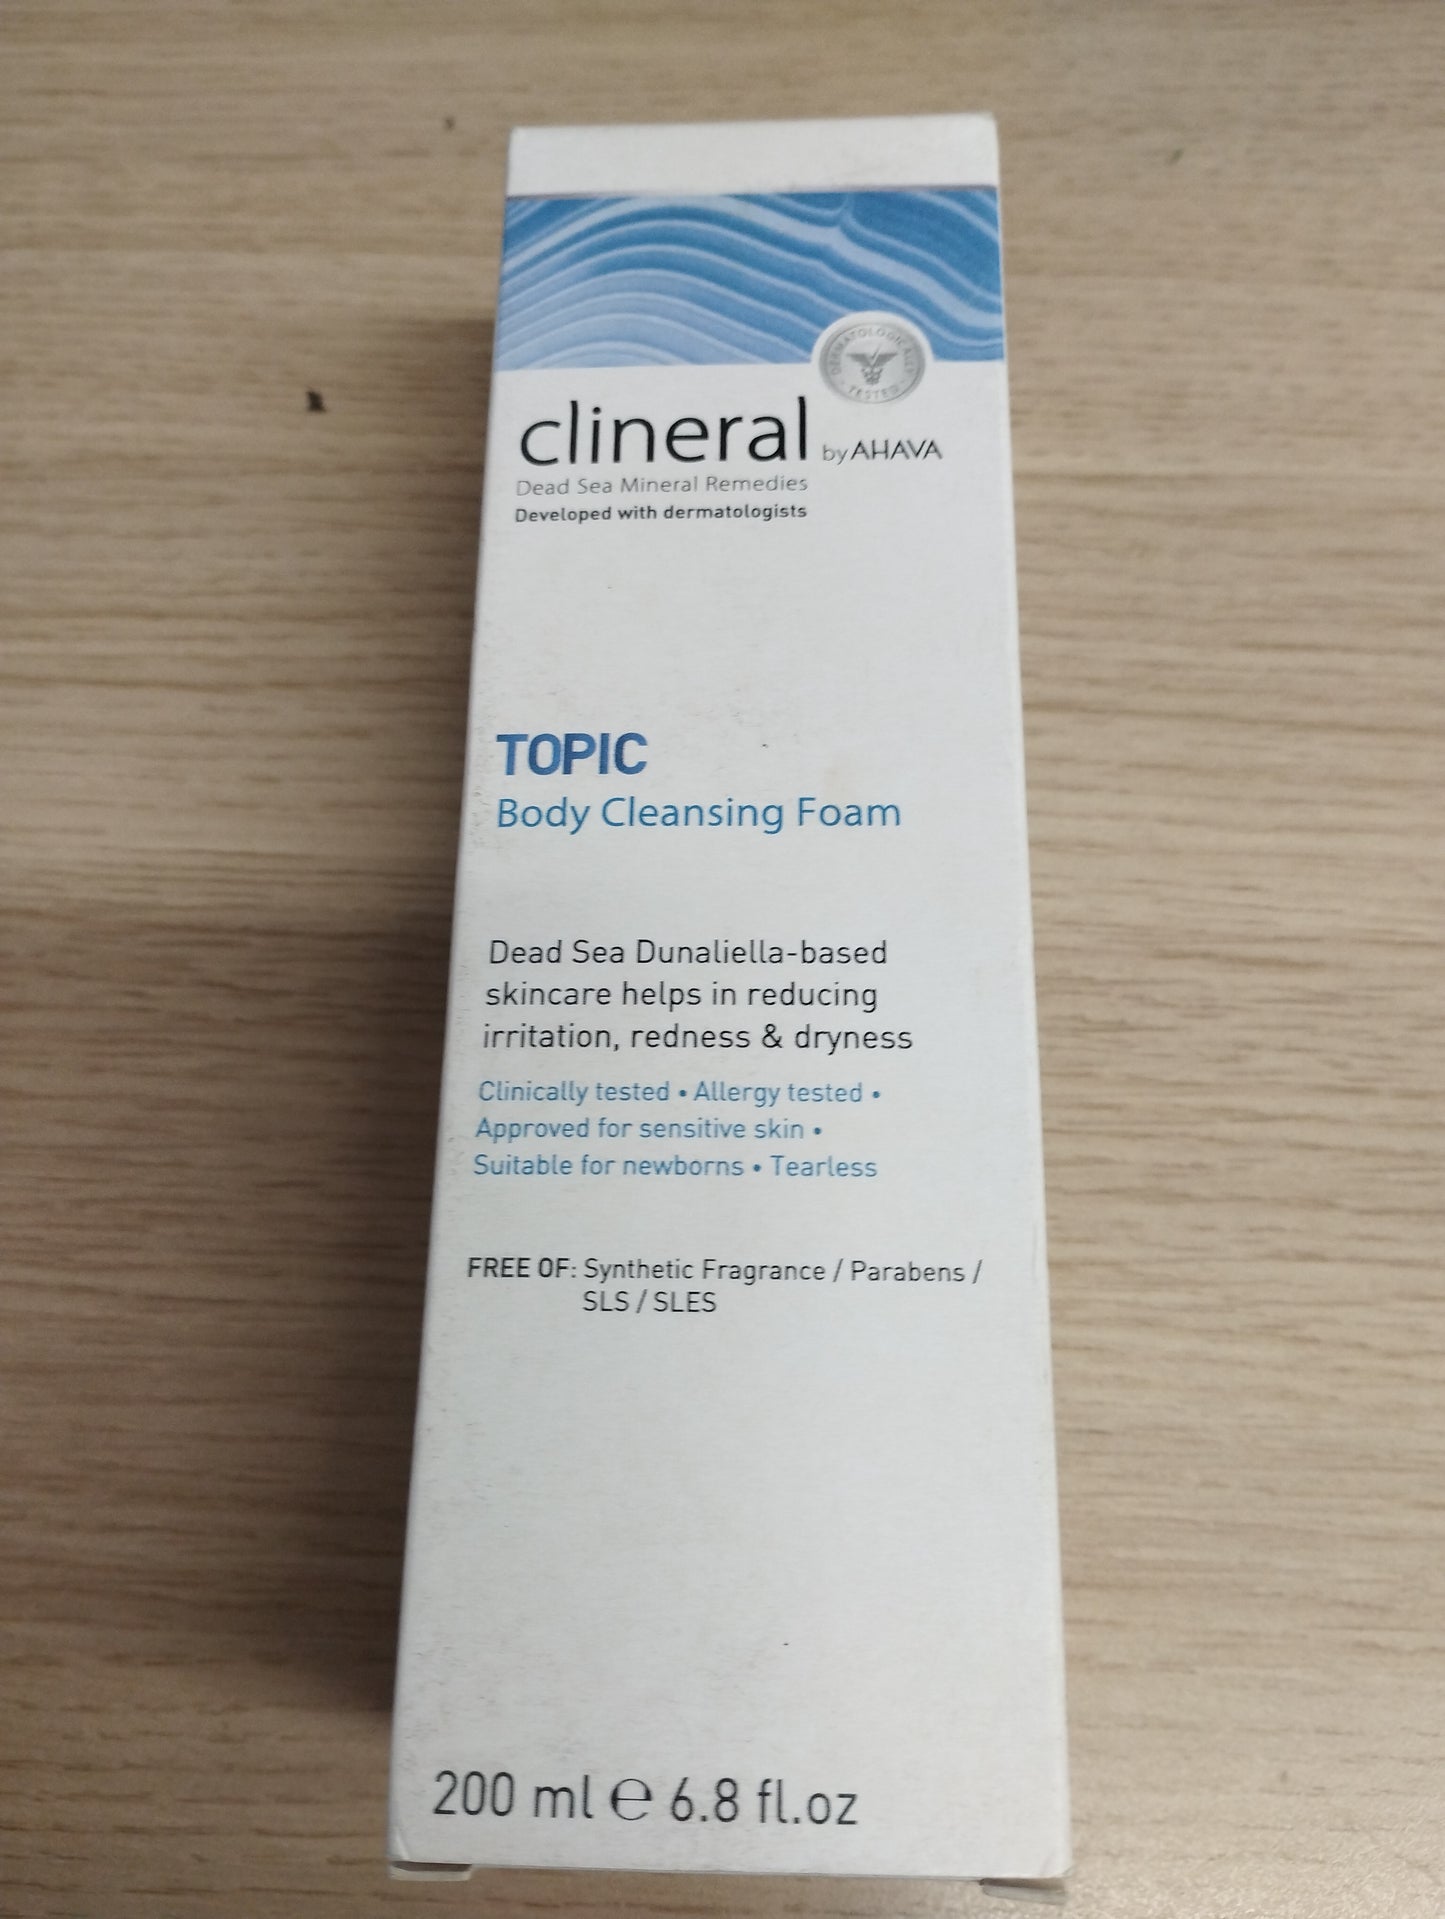 DERMATOLOGICALLY TESTED
clineral by AHAVA
Dead Sea Mineral Remedies
Developed with dermatologists
TOPIC
Body Cleansing Foam
Dead Sea Dunaliella-based
skincare helps in reducing
irritation, redness & dryness
Clinically tested • Allergy tested •
Approved for sensitive skin •
Suitable for newborns • Tearless
FREE OF: Synthetic Fragrance / Parabens /
SLS / SLES
200 ml ℮ 6.8 fl.oz